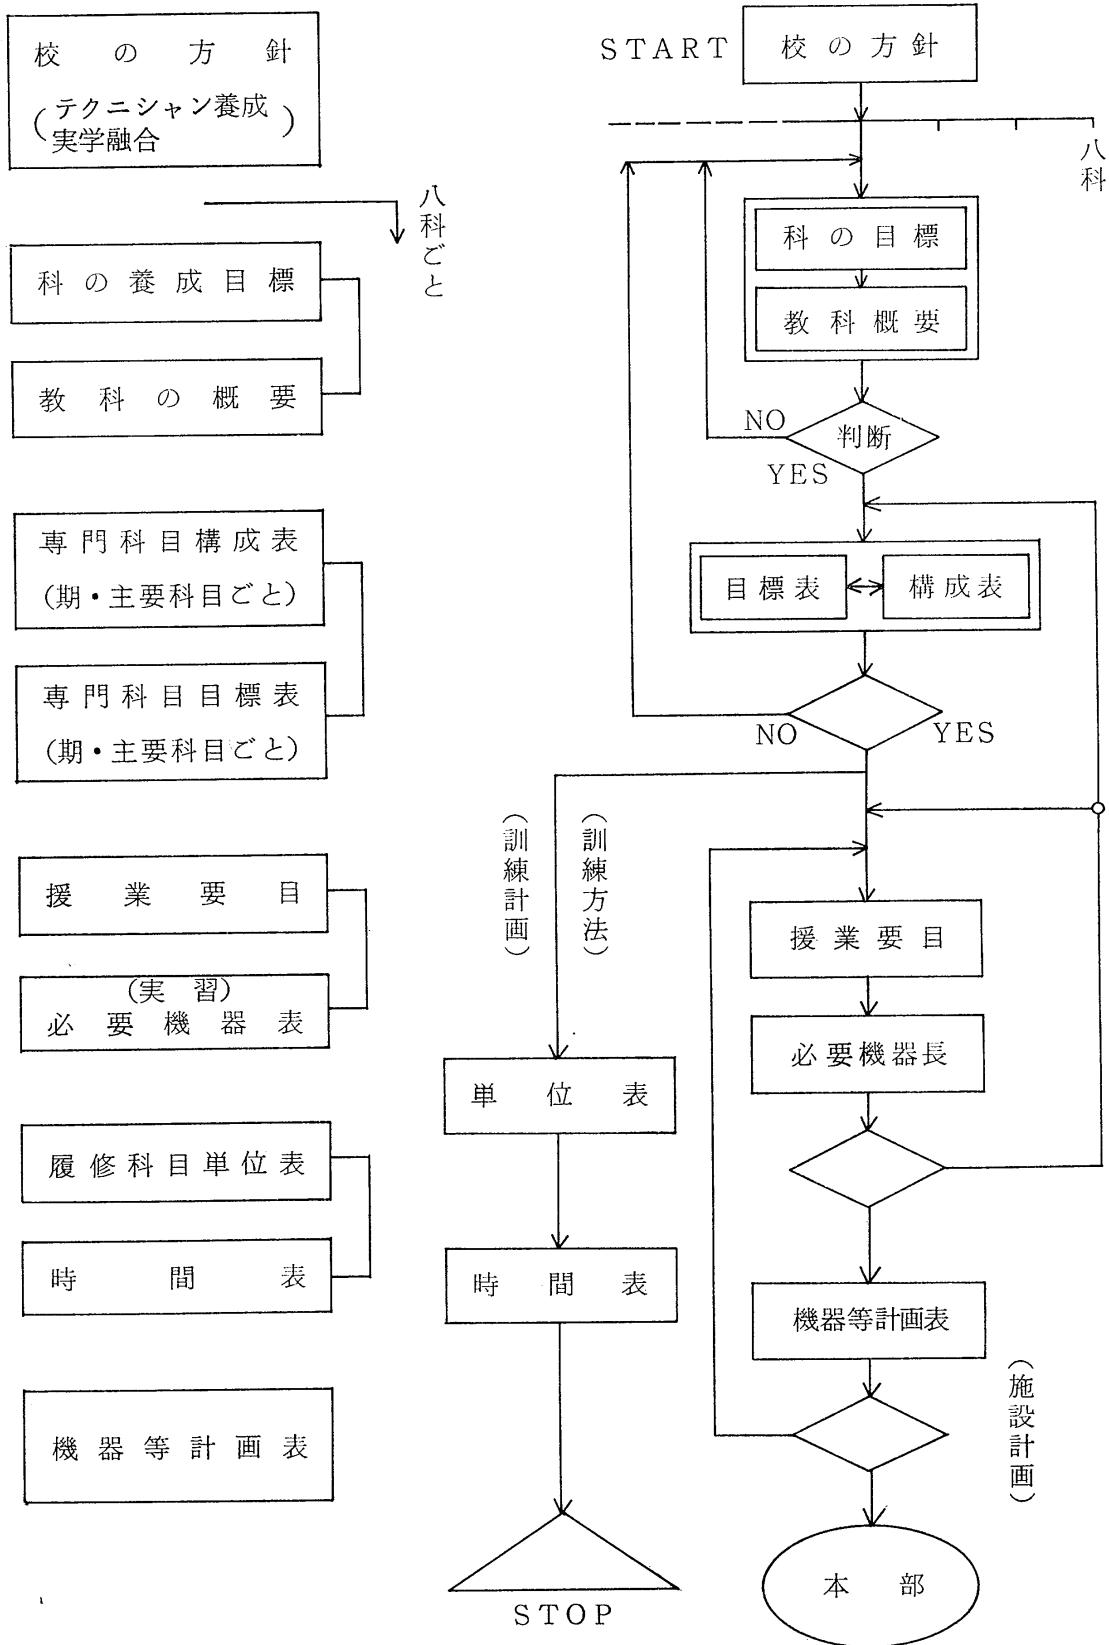 校の方針
(テクニシャン養成
実学融合)
八科ごと
科の養成目標
教科の概要
専門科目構成表
(期・主要科目ごと)
専門科目目標表
(期・主要科目ごと)
援業要目
(実習)
必要機器表
履修科目単位表
時間表
機器等計画表
START
校の方針
八科
科の目標
教科概要
判断
NO
YES
目標表
構成表
NO
YES
(訓練方法)
(訓練計画)
援業要目
必要機器長
単位表
時間表
機器等計画表
(施設計画)
STOP
本部